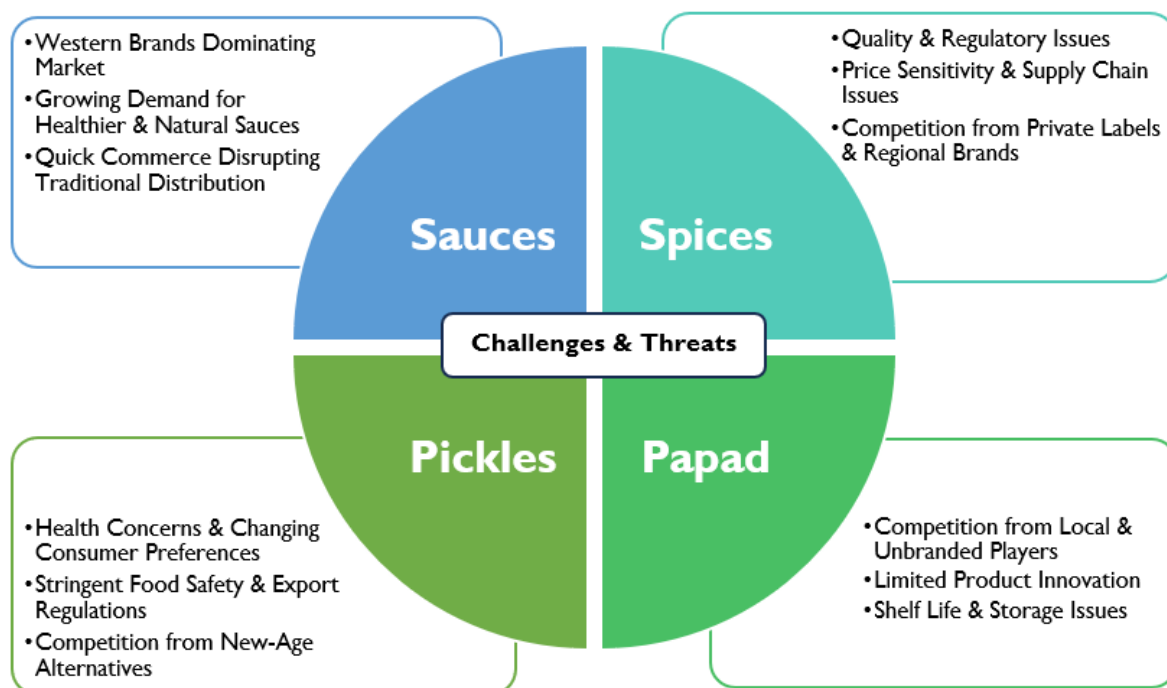 •Western Brands Dominating
Market
•Growing Demand for
Healthier & Natural Sauces
•Quick Commerce Disrupting
Traditional Distribution
•Quality & Regulatory Issues
•Price Sensitivity & Supply Chain
Issues
•Competition from Private Labels
& Regional Brands
Sauces
Spices
Challenges & Threats
Pickles
Papad
•Health Concerns & Changing
Consumer Preferences
•Stringent Food Safety & Export
Regulations
•Competition from New-Age
Alternatives
•Competition from Local &
Unbranded Players
•Limited Product Innovation
•Shelf Life & Storage Issues